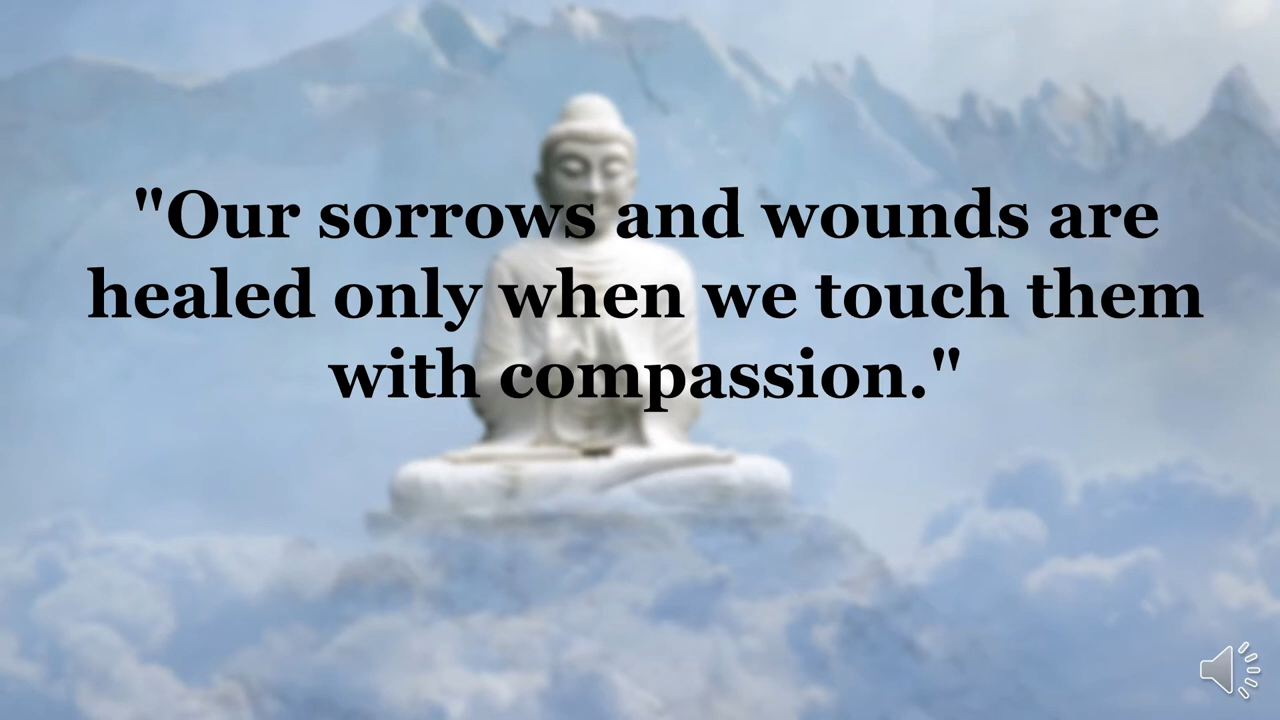 "Our sorrows and wounds are
healed only when we touch them
with compassion."